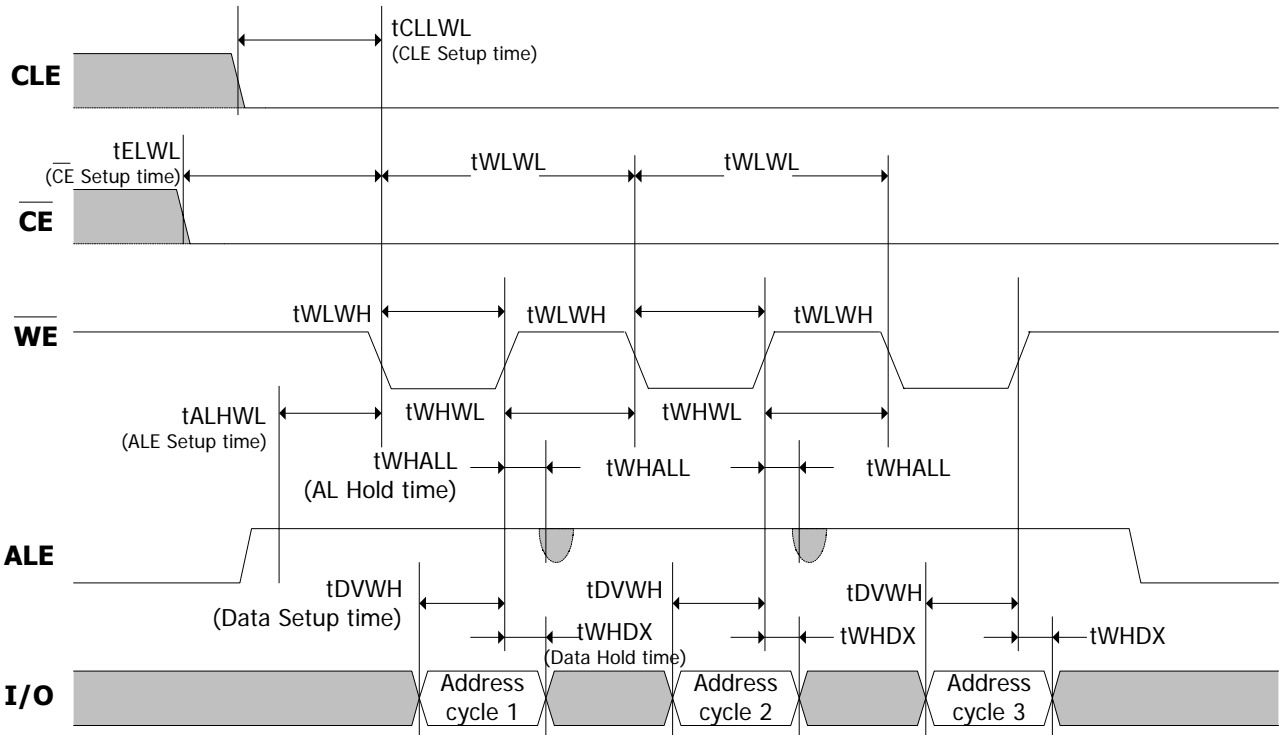 tCLLWL
(CLE Setup time)
CLE
tELWL
(CE Setup time)
tWLWL
tWLWL
CE
tWLWH
tWLWH
tWLWH
WE
tALHWL
(ALE Setup time)
tWHWL
tWHWL
tWHALL
(AL Hold time)
tWHALL
tWHALL
ALE
tDVWH
(Data Setup time)
tDVWH
tDVWH
tWHDX
(Data Hold time)
tWHDX
tWHDX
I/O
Address
cycle 1
Address
cycle 2
Address
cycle 3